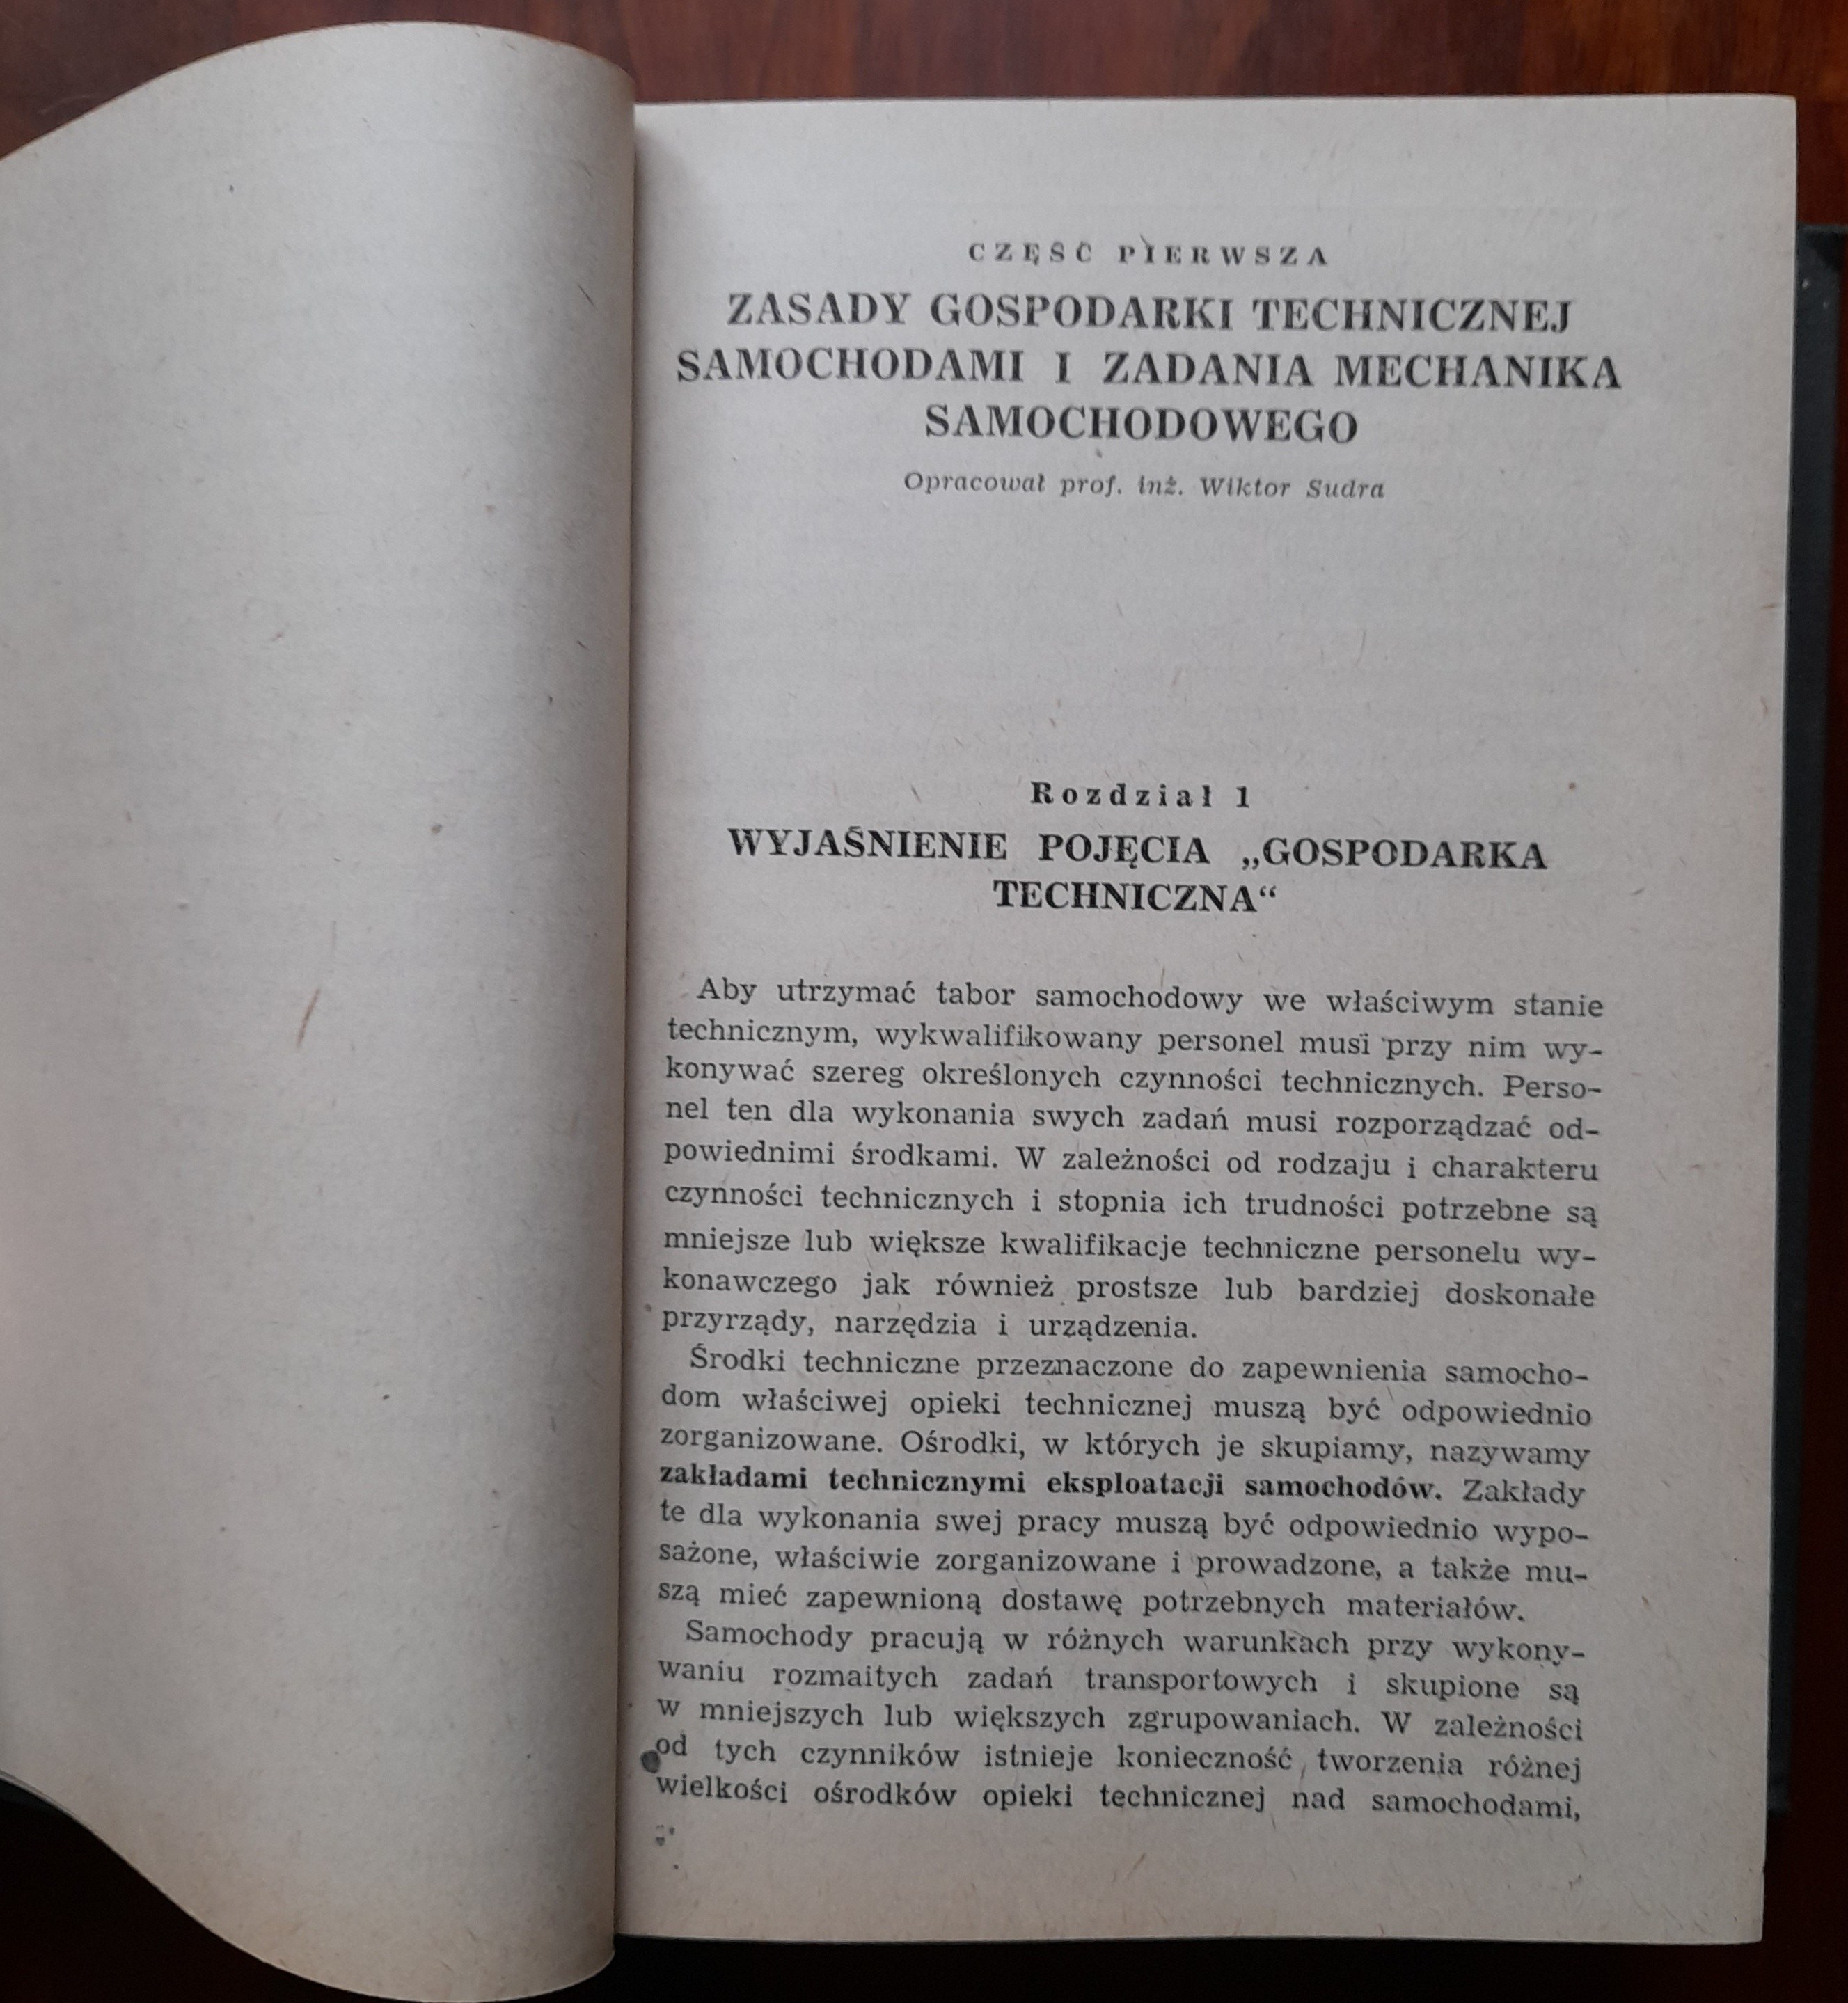 CZĘŚĆ PIERWSZA
ZASADY GOSPODARKI TECHNICZNEJ
SAMOCHODAMI I ZADANIA MECHANIKA
SAMOCHODOWEGO
Opracował prof. inż. Wiktor Sudra
Rozdział 1
WYJAŚNIENIE POJĘCIA „GOSPODARKA
TECHNICZNA“
Aby utrzymać tabor samochodowy we właściwym stanie
technicznym, wykwalifikowany personel musi przy nim wy-
konywać szereg określonych czynności technicznych. Perso-
nel ten dla wykonania swych zadań musi rozporządzać od-
powiednimi środkami. W zależności od rodzaju i charakteru
czynności technicznych i stopnia ich trudności potrzebne są
mniejsze lub większe kwalifikacje techniczne personelu wy-
konawczego jak również prostsze lub bardziej doskonałe
przyrządy, narzędzia i urządzenia.
Środki techniczne przeznaczone do zapewnienia samocho-
dom właściwej opieki technicznej muszą być odpowiednio
zorganizowane. Ośrodki, w których je skupiamy, nazywamy
zakładami technicznymi eksploatacji samochodów. Zakłady
te dla wykonania swej pracy muszą być odpowiednio wypo-
sażone, właściwie zorganizowane i prowadzone, a także mu-
szą mieć zapewnioną dostawę potrzebnych materiałów.
Samochody pracują w różnych warunkach przy wykony-
waniu rozmaitych zadań transportowych i skupione są
w mniejszych lub większych zgrupowaniach. W zależności
od tych czynników istnieje konieczność tworzenia różnej
wielkości ośrodków opieki technicznej nad samochodami,